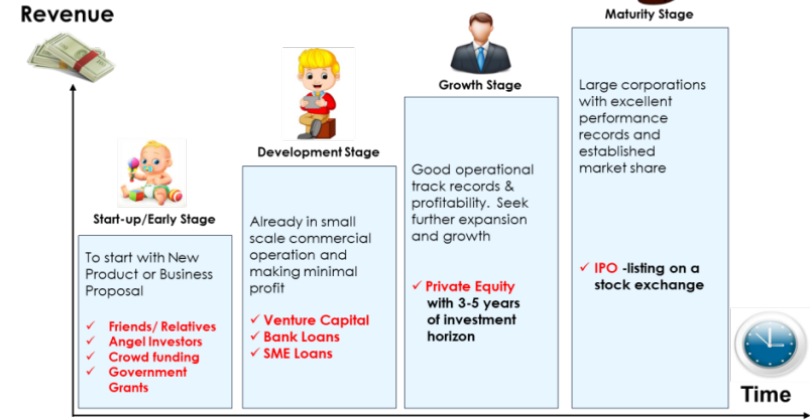 Revenue
Maturity Stage
Growth Stage
Development Stage
Start-up/Early Stage
To start with New
Product or Business
Proposal
✓ Friends/ Relatives
✓ Angel Investors
✓ Crowd funding
✓ Government
Grants
Already in small
scale commercial
operation and
making minimal
profit
✓ Venture Capital
✓ Bank Loans
✓ SME Loans
Good operational
track records &
profitability. Seek
further expansion
and growth
✓ Private Equity
with 3-5 years
of investment
horizon
Large corporations
with excellent
performance
records and
established
market share
✓ IPO -listing on a
stock exchange
Time